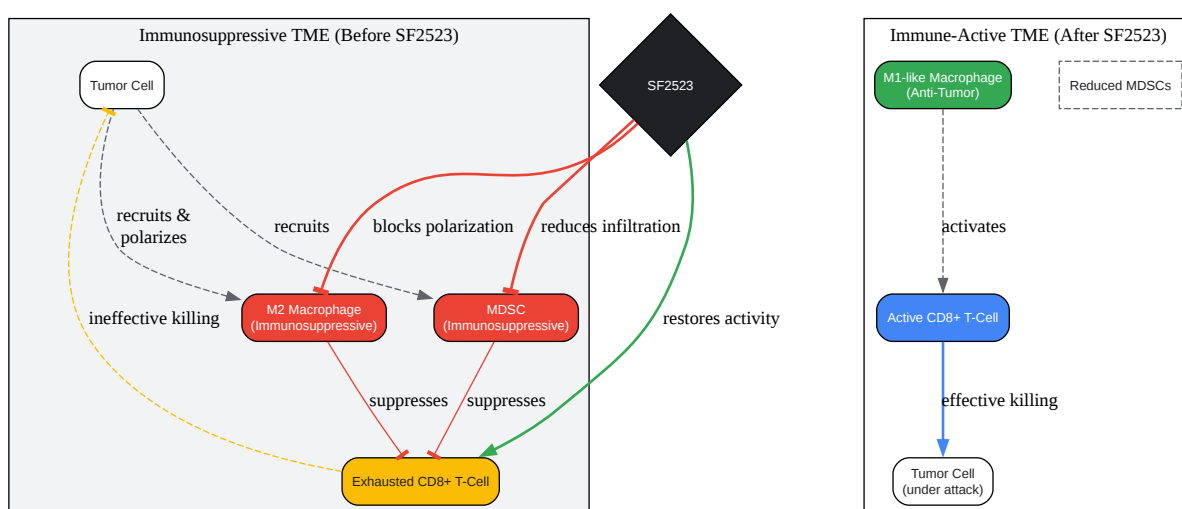 Immunosuppressive TME (Before SF2523)
Tumor Cell
recruits &
polarizes
recruits
blocks polarization
reduces infiltration
M2 Macrophage
(Immunosuppressive)
MDSC
(Immunosuppressive)
ineffective killing
suppresses
suppresses
Exhausted CD8+ T-Cell
SF2523
restores activity
Immune-Active TME (After SF2523)
M1-like Macrophage
(Anti-Tumor)
Reduced MDSCs
activates
Active CD8+ T-Cell
effective killing
Tumor Cell
(under attack)